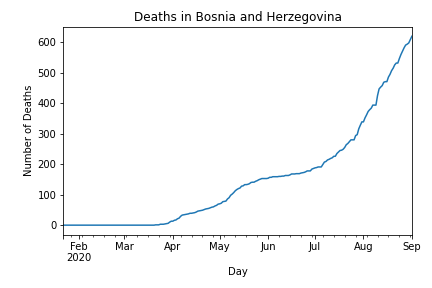 Deaths in Bosnia and Herzegovina
Number of Deaths
600
500
400
300
200
100
0
Feb Mar Apr May Jun Jul Aug Sep
2020
Day